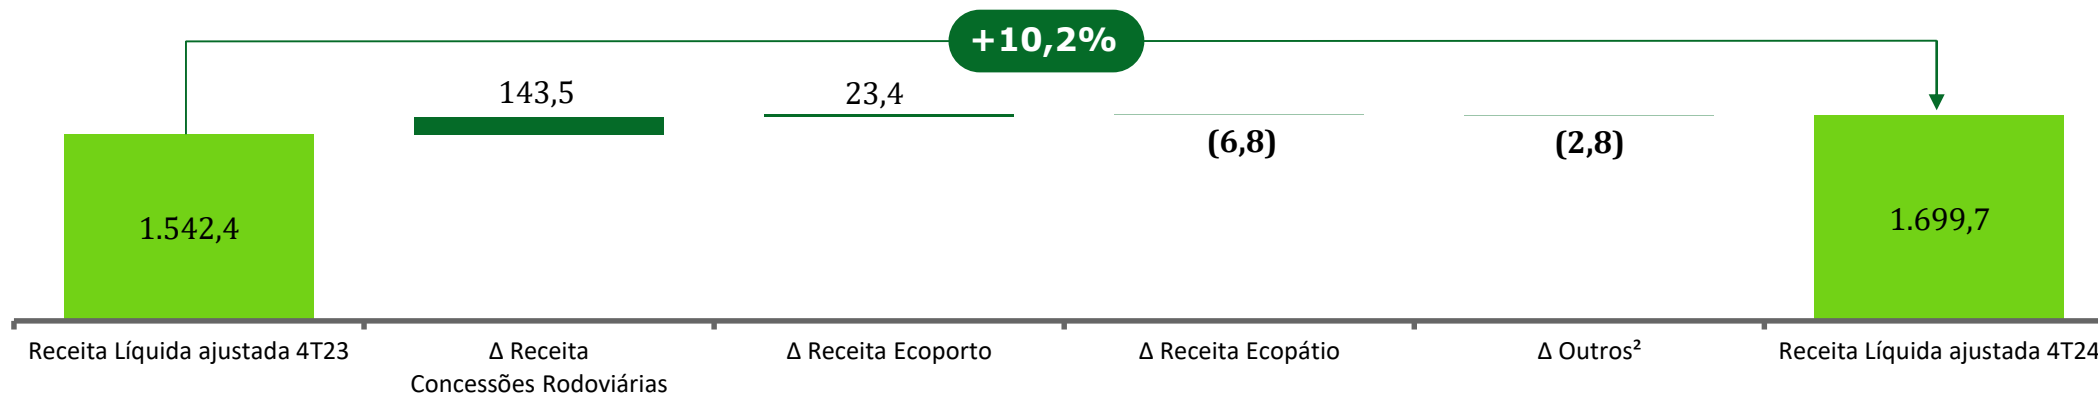 +10,2%
143,5
23,4
(6,8)
(2,8)
1.542,4
1.699,7
Receita Líquida ajustada 4T23
Δ Receita
Concessões Rodoviárias
Δ Receita Ecoporto
Δ Receita Ecopátio
Δ Outros²
Receita Líquida ajustada 4T24